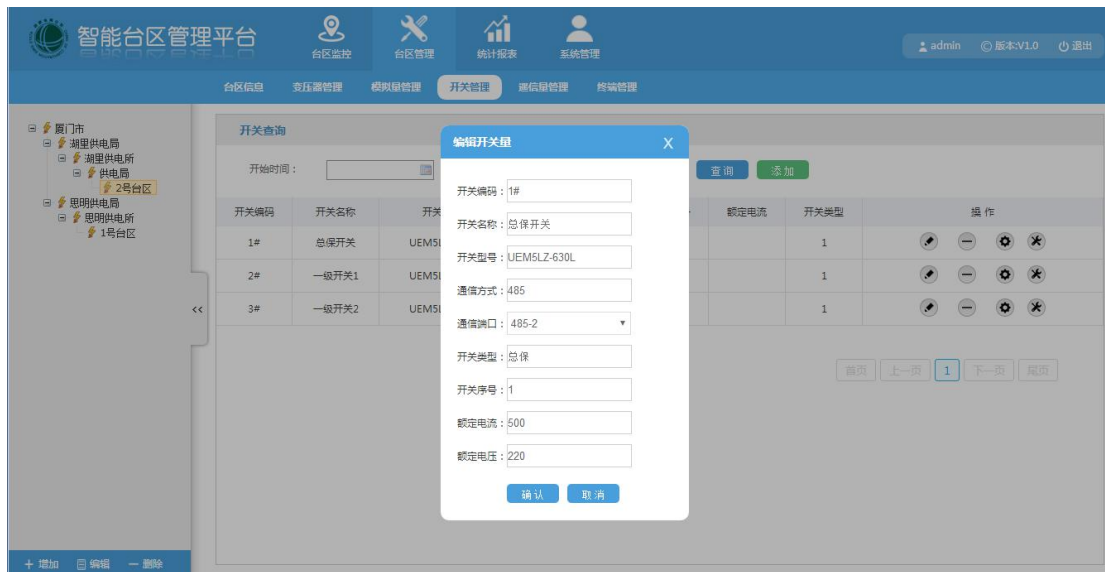 智能台区管理平台
台区监控 台区管理 统计报表 系统管理
admin ©版本:V1.0 退出
台区信息 变压器管理 模拟量管理 开关管理 遥信量管理 终端管理
厦门市
湖里供电局
湖里供电所
供电局
2号台区
思明供电局
思明供电所
1号台区
<<
+ 增加 编辑 — 删除
开关查询
开始时间：
查询 添加
开关编码 开关名称 开关 额定电流 开关类型 操作
1# 总保开关 UEM5L 1
2# 一级开关1 UEM5L 1
3# 一级开关2 UEM5L 1
首页 上一页 1 下一页 尾页
编辑开关量 X
开关编码：1#
开关名称：总保开关
开关型号：UEM5LZ-630L
通信方式：485
通信端口：485-2
开关类型：总保
开关序号：1
额定电流：500
额定电压：220
确认 取消